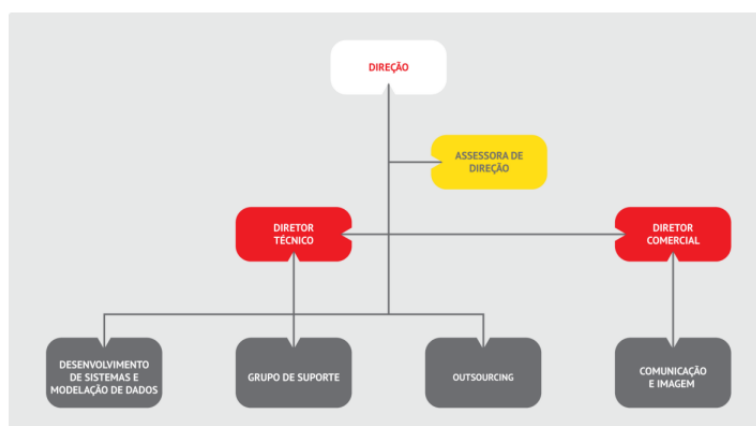 DIREÇÃO
ASSESSORA DE
DIREÇÃO
DIRETOR
TÉCNICO
DIRETOR
COMERCIAL
DESENVOLVIMENTO
DE SISTEMAS E
MODELAÇÃO DE DADOS
GRUPO DE SUPORTE
OUTSOURCING
COMUNICAÇÃO
E IMAGEM